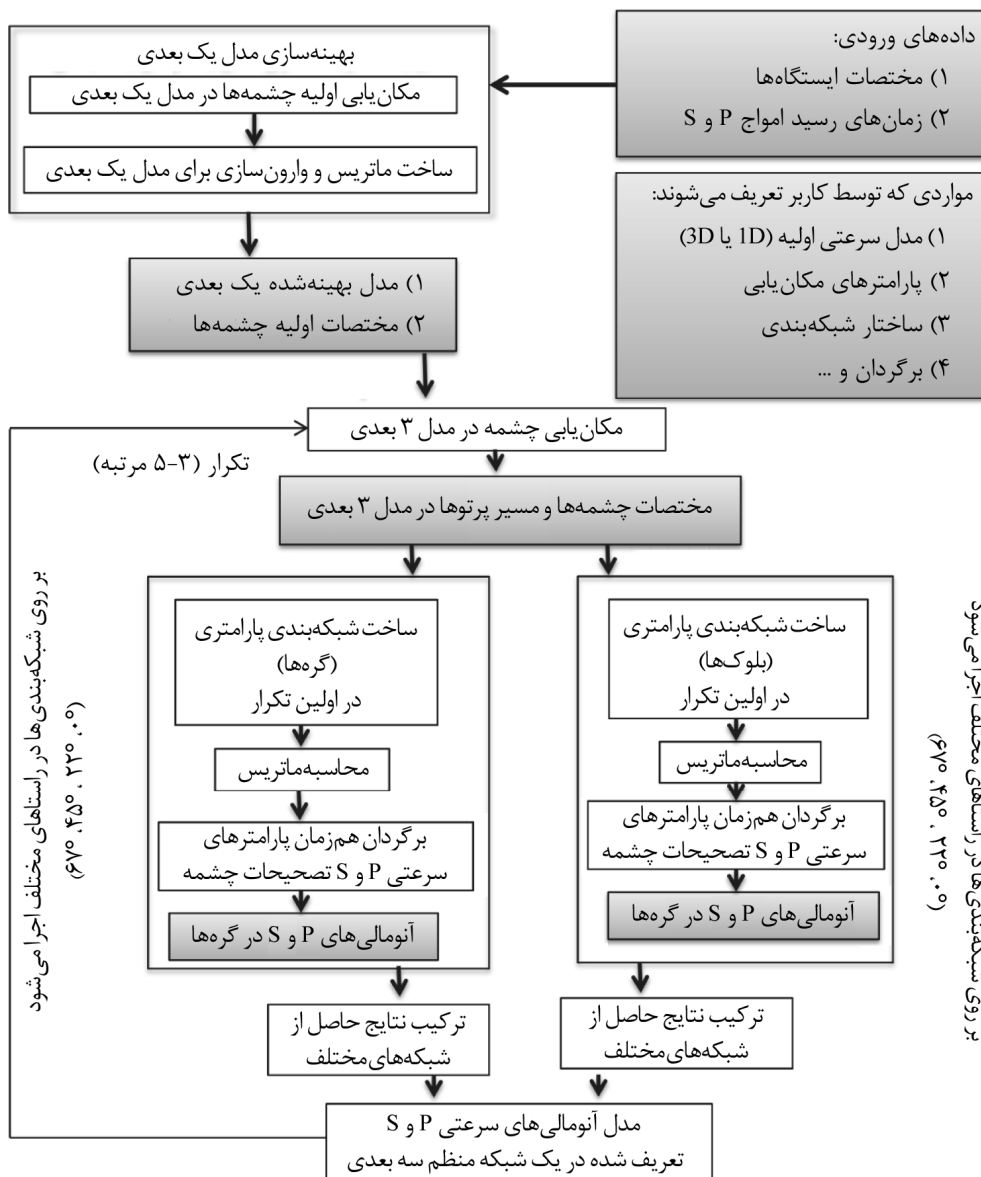 داده‌های ورودی:
۱) مختصات ایستگاه‌ها
۲) زمان‌های رسید امواج P و S
بهینه‌سازی مدل یک بعدی
مکان‌یابی اولیه چشمه‌ها در مدل یک بعدی
ساخت ماتریس و وارون‌سازی برای مدل یک بعدی
مواردی که توسط کاربر تعریف می‌شوند:
۱) مدل سرعتی اولیه (1D یا 3D)
۲) پارامترهای مکان‌یابی
۳) ساختار شبکه‌بندی
۴) برگردان و ...
۱) مدل بهینه‌شده یک بعدی
۲) مختصات اولیه چشمه‌ها
مکان‌یابی چشمه در مدل ۳ بعدی
تکرار (۳-۵ مرتبه)
مختصات چشمه‌ها و مسیر پرتوها در مدل ۳ بعدی
بر روی شبکه‌بندی‌ها در راستاهای مختلف اجرا می‌شود
(۰°، ۲۲°، ۴۵°، ۶۷°)
ساخت شبکه‌بندی پارامتری
(بلوک‌ها)
در اولین تکرار
محاسبه ماتریس
برگردان هم‌زمان پارامترهای
سرعتی P و S تصحیحات چشمه
آنومالی‌های P و S در گره‌ها
ترکیب نتایج حاصل از
شبکه‌های مختلف
ساخت شبکه‌بندی پارامتری
(گره‌ها)
در اولین تکرار
محاسبه‌ماتریس
برگردان هم‌زمان پارامترهای
سرعتی P و S تصحیحات چشمه
آنومالی‌های P و S در گره‌ها
ترکیب نتایج حاصل از
شبکه‌های مختلف
بر روی شبکه‌بندی‌ها در راستاهای مختلف اجرا می‌شود
(۰°، ۲۲°، ۴۵°، ۶۷°)
مدل آنومالی‌های سرعتی P و S
تعریف شده در یک شبکه منظم سه بعدی